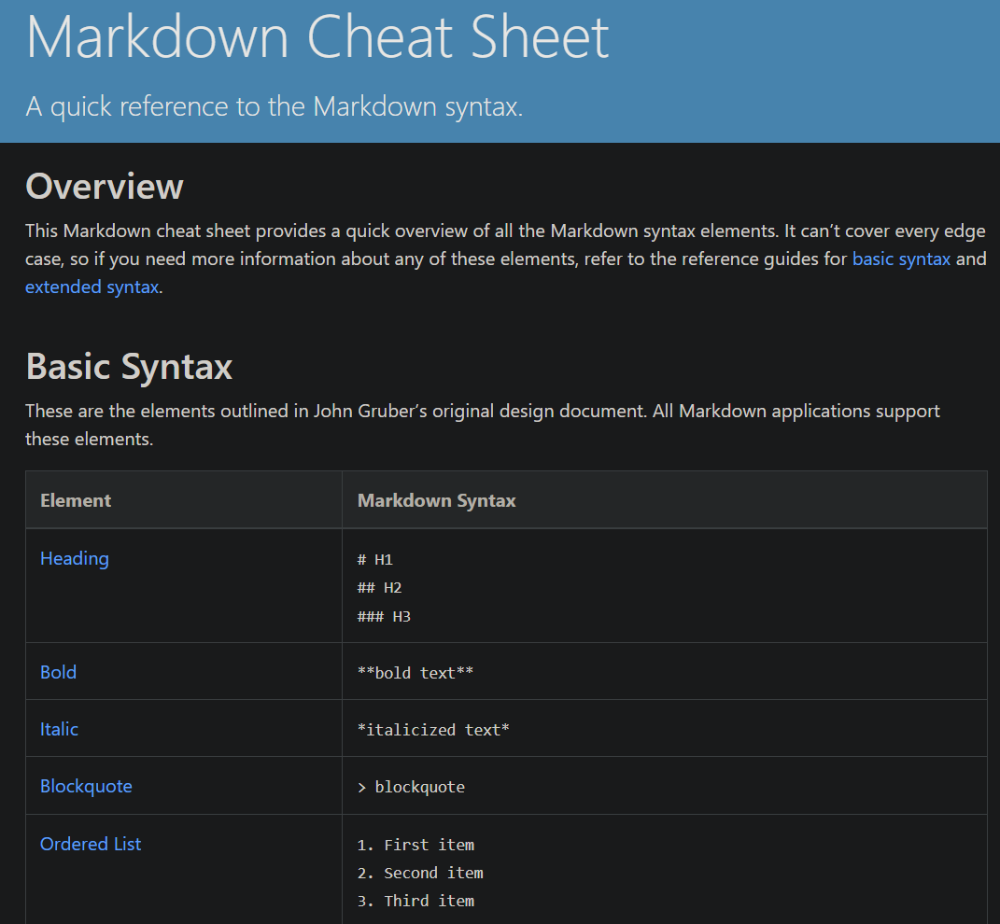 Markdown Cheat Sheet
A quick reference to the Markdown syntax.
Overview
This Markdown cheat sheet provides a quick overview of all the Markdown syntax elements. It can’t cover every edge
case, so if you need more information about any of these elements, refer to the reference guides for basic syntax and
extended syntax.
Basic Syntax
These are the elements outlined in John Gruber’s original design document. All Markdown applications support
these elements.
Element Markdown Syntax
Heading # H1
## H2
### H3
Bold **bold text**
Italic *italicized text*
Blockquote > blockquote
Ordered List 1. First item
2. Second item
3. Third item